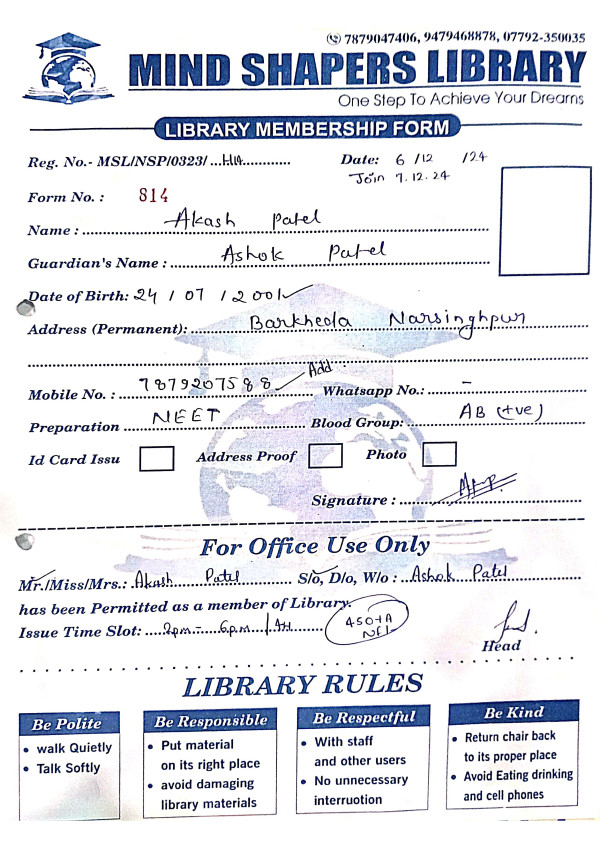 7879047406, 9479468878, 07792-350035
MIND SHAPERS LIBRARY
One Step To Achieve Your Dreams
LIBRARY MEMBERSHIP FORM
Reg. No.- MSL/NSP/0323/ Date: 6/12/24
Join 7.12.24
Form No. : 814
Name : Akash Patel
Guardian's Name : Ashok Patel
Date of Birth: 24/07/2001
Address (Permanent): Barkheda Narsinghpur
Add
Mobile No. : 7879207588 Whatsapp No.: -
Preparation NEET Blood Group: AB (+ve)
Id Card Issu Address Proof Photo
Signature :
For Office Use Only
Mr./Miss/Mrs.: Akash Patel S/o, D/o, W/o : Ashok Patel
has been Permitted as a member of Library.
Issue Time Slot: 2pm - 6pm
Head
LIBRARY RULES
Be Polite
• walk Quietly
• Talk Softly
Be Responsible
• Put material
on its right place
• avoid damaging
library materials
Be Respectful
• With staff
and other users
• No unnecessary
interruotion
Be Kind
• Return chair back
to its proper place
• Avoid Eating drinking
and cell phones